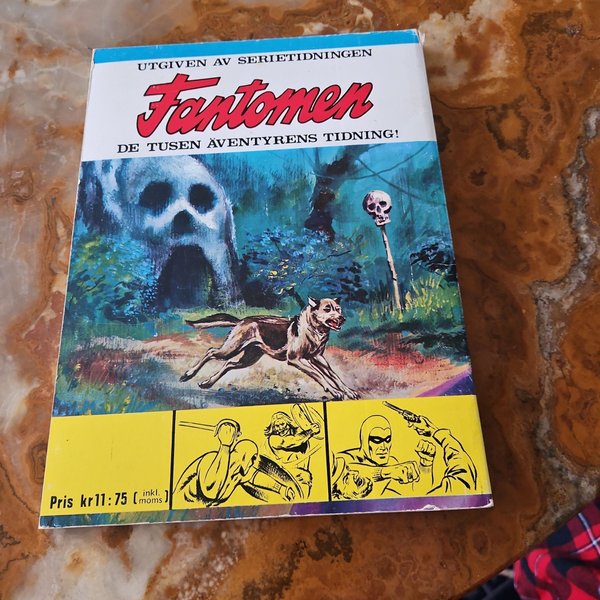 UTGIVEN AV SERIETIDNINGEN
Fantomen
DE TUSEN ÄVENTYRENS TIDNING!
Pris kr 11:75 (inkl. moms)